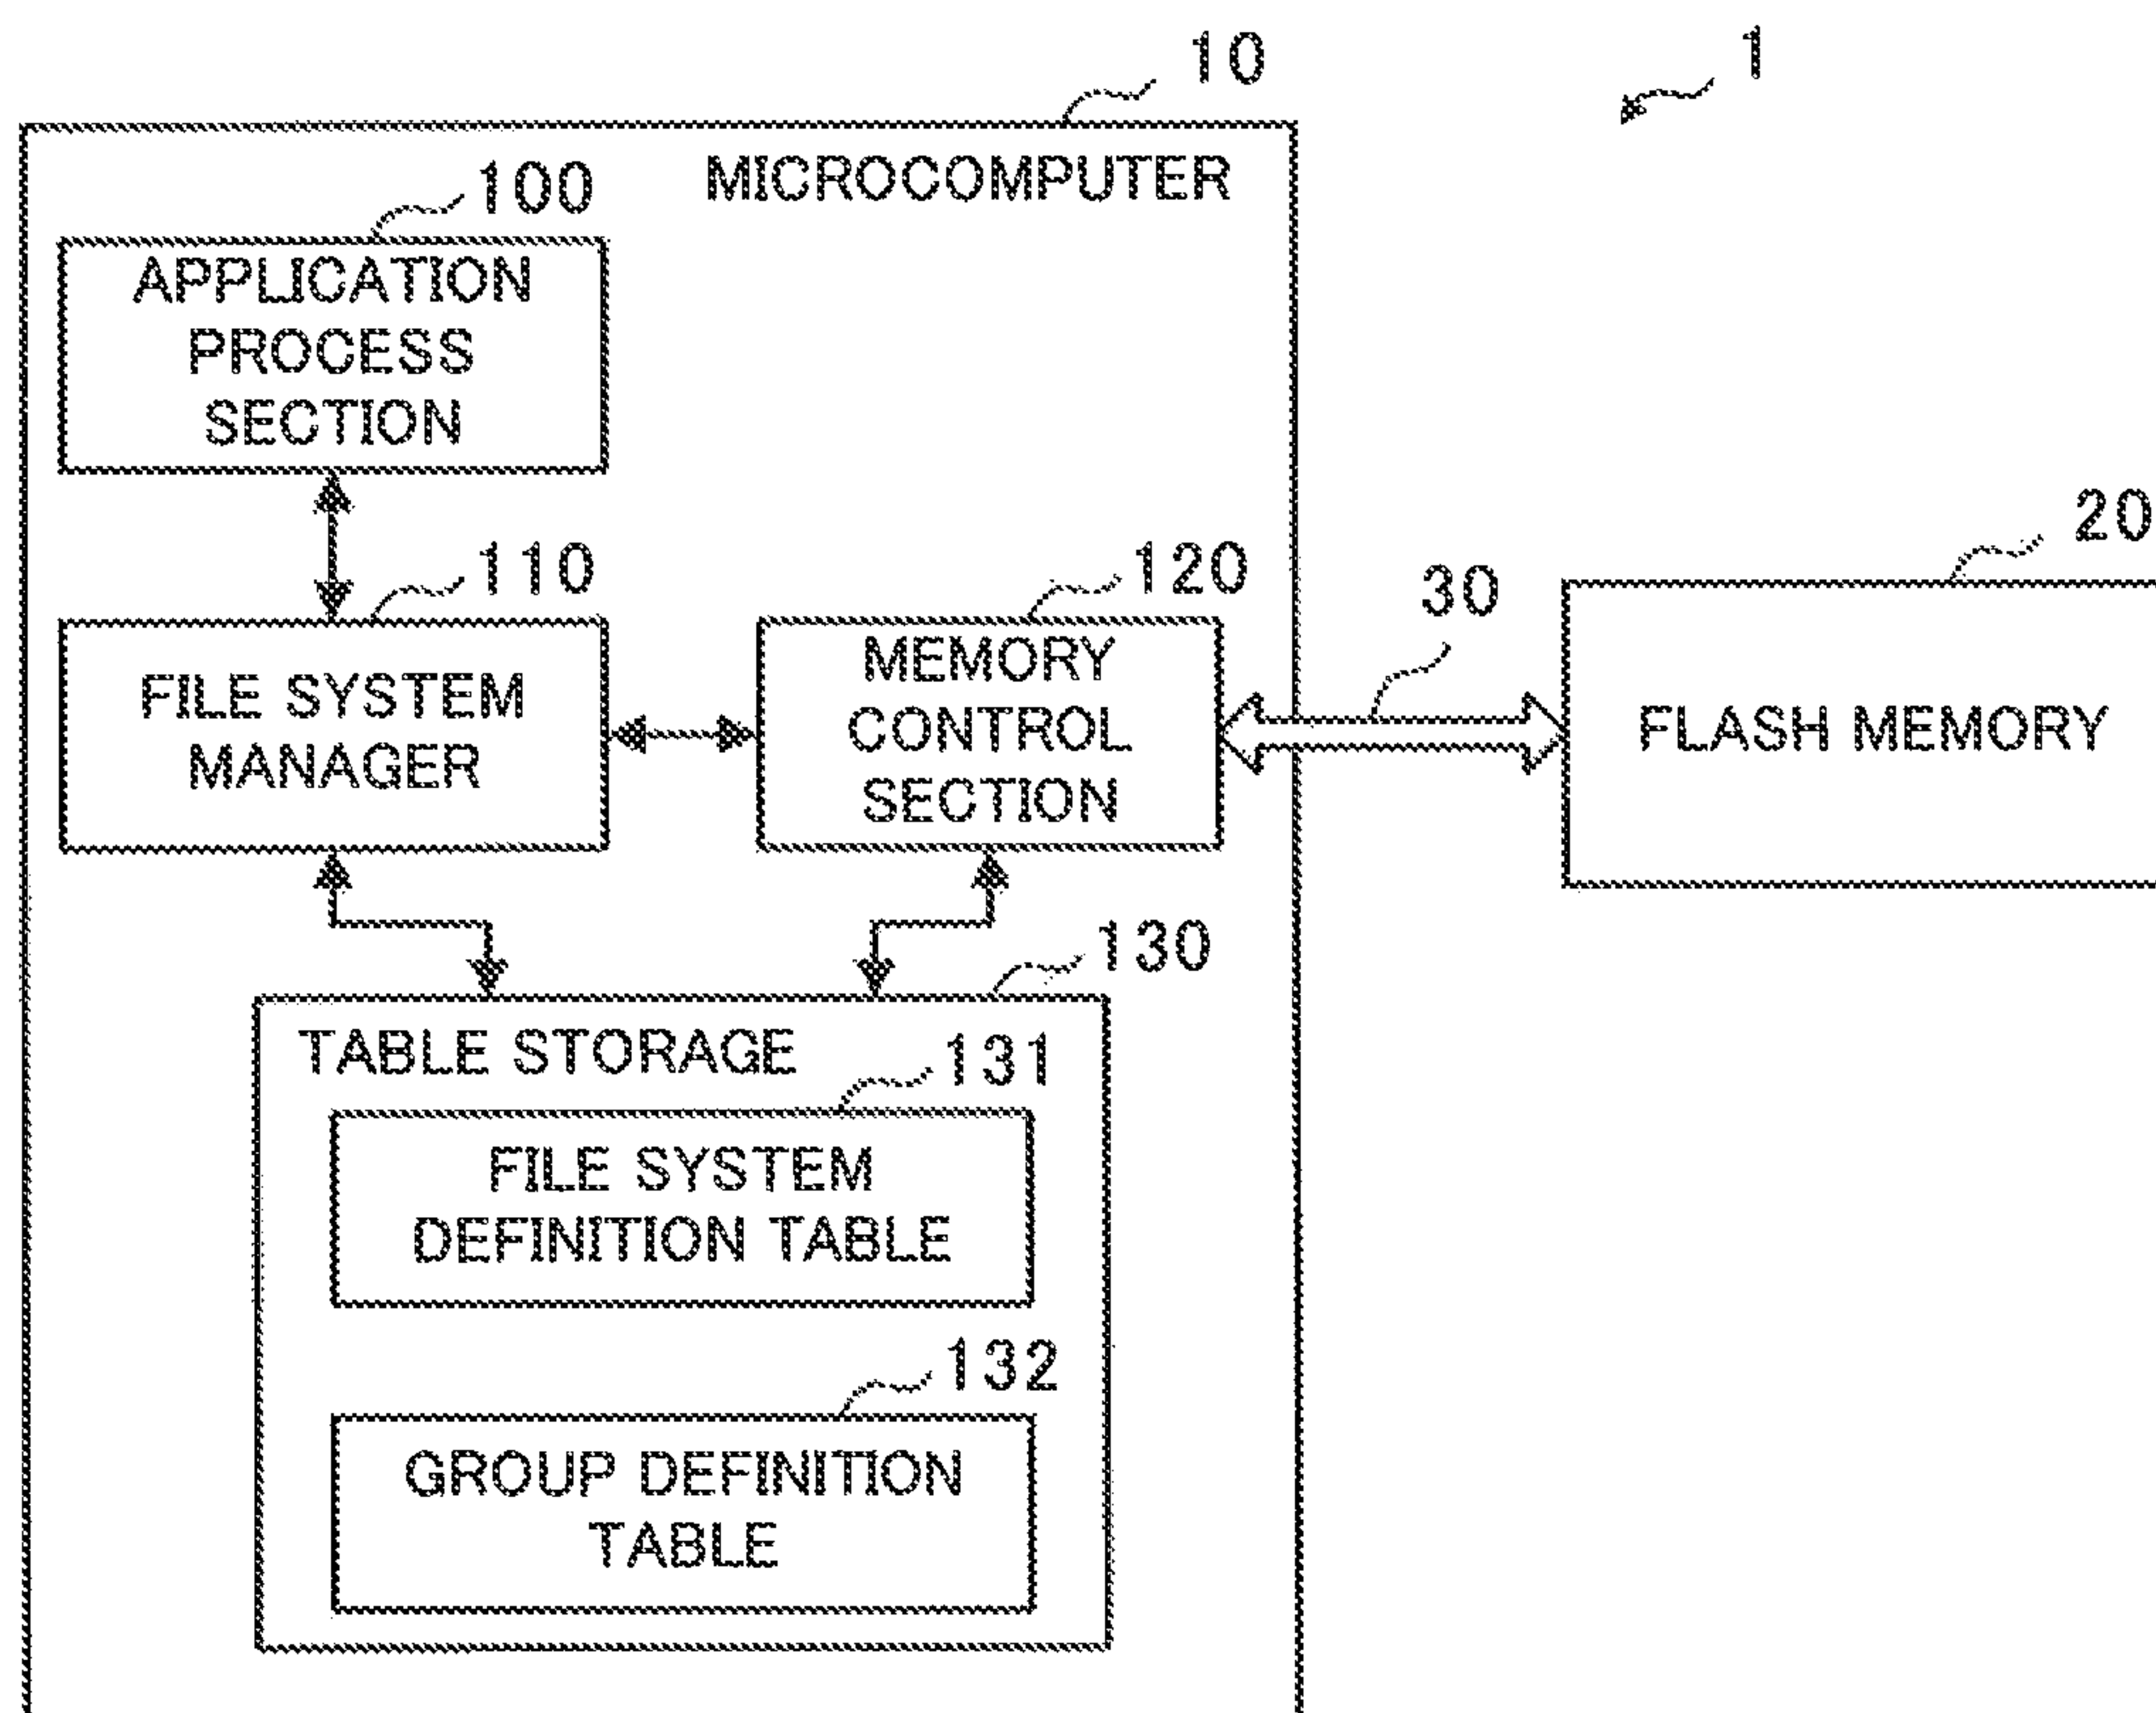 10
1
MICROCOMPUTER
100
APPLICATION
PROCESS
SECTION
110
FILE SYSTEM
MANAGER
120
MEMORY
CONTROL
SECTION
30
20
FLASH MEMORY
130
TABLE STORAGE
131
FILE SYSTEM
DEFINITION TABLE
132
GROUP DEFINITION
TABLE